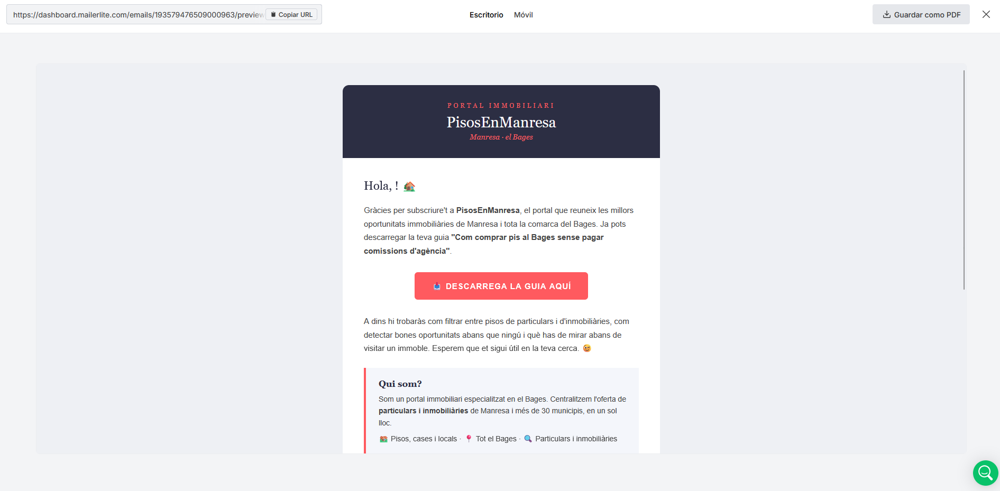 https://dashboard.mailerlite.com/emails/193579476509000963/preview
Copiar URL
Escritorio
Móvil
Guardar como PDF
PORTAL IMMOBILIARI
PisosEnManresa
Manresa · el Bages
Hola, ! 🏠
Gràcies per subscriure't a PisosEnManresa, el portal que reuneix les millors
oportunitats immobiliàries de Manresa i tota la comarca del Bages. Ja pots
descarregar la teva guia "Com comprar pis al Bages sense pagar
comissions d'agència".
📥 DESCARREGA LA GUIA AQUÍ
A dins hi trobaràs com filtrar entre pisos de particulars i d'inmobiliàries, com
detectar bones oportunitats abans que ningú i què has de mirar abans de
visitar un immoble. Esperem que et sigui útil en la teva cerca. 😉
Qui som?
Som un portal immobiliari especialitzat en el Bages. Centralitzem l'oferta de
particulars i inmobiliàries de Manresa i més de 30 municipis, en un sol
lloc.
🏘️ Pisos, cases i locals · 📍 Tot el Bages · 🔍 Particulars i inmobiliàries